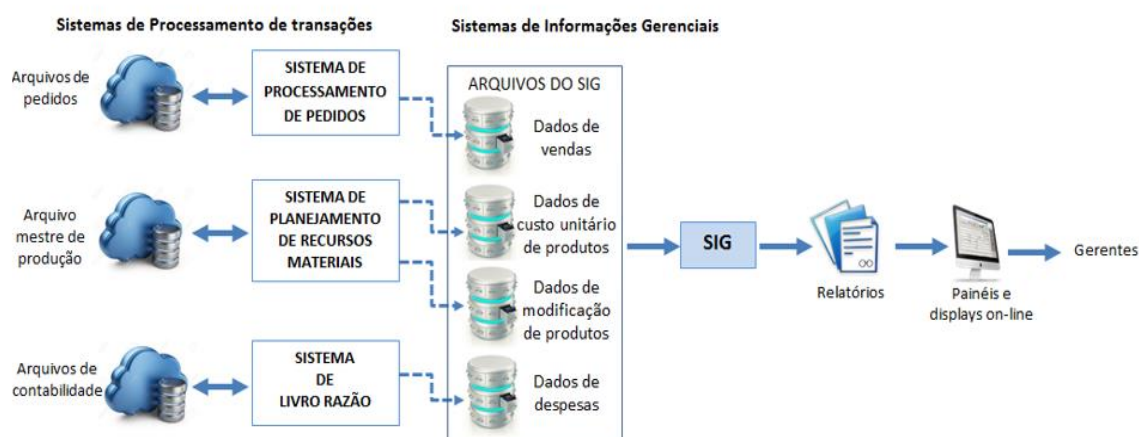 Sistemas de Processamento de transações
Sistemas de Informações Gerenciais
Arquivos de
pedidos
SISTEMA DE
PROCESSAMENTO
DE PEDIDOS
Arquivo
mestre de
produção
SISTEMA DE
PLANEJAMENTO
DE RECURSOS
MATERIAIS
Arquivos de
contabilidade
SISTEMA
DE
LIVRO RAZÃO
ARQUIVOS DO SIG
Dados de
vendas
Dados de
custo unitário
de produtos
Dados de
modificação
de produtos
Dados de
despesas
SIG
Relatórios
Painéis e
displays on-line
Gerentes